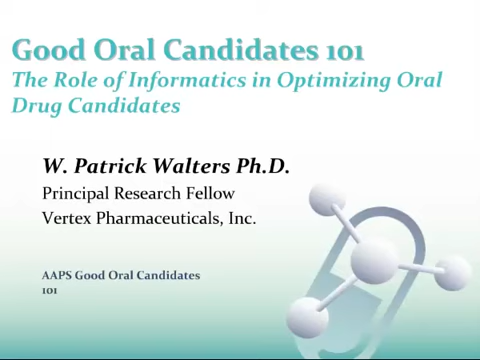 Good Oral Candidates 101
The Role of Informatics in Optimizing Oral
Drug Candidates
W. Patrick Walters Ph.D.
Principal Research Fellow
Vertex Pharmaceuticals, Inc.
AAPS Good Oral Candidates
101